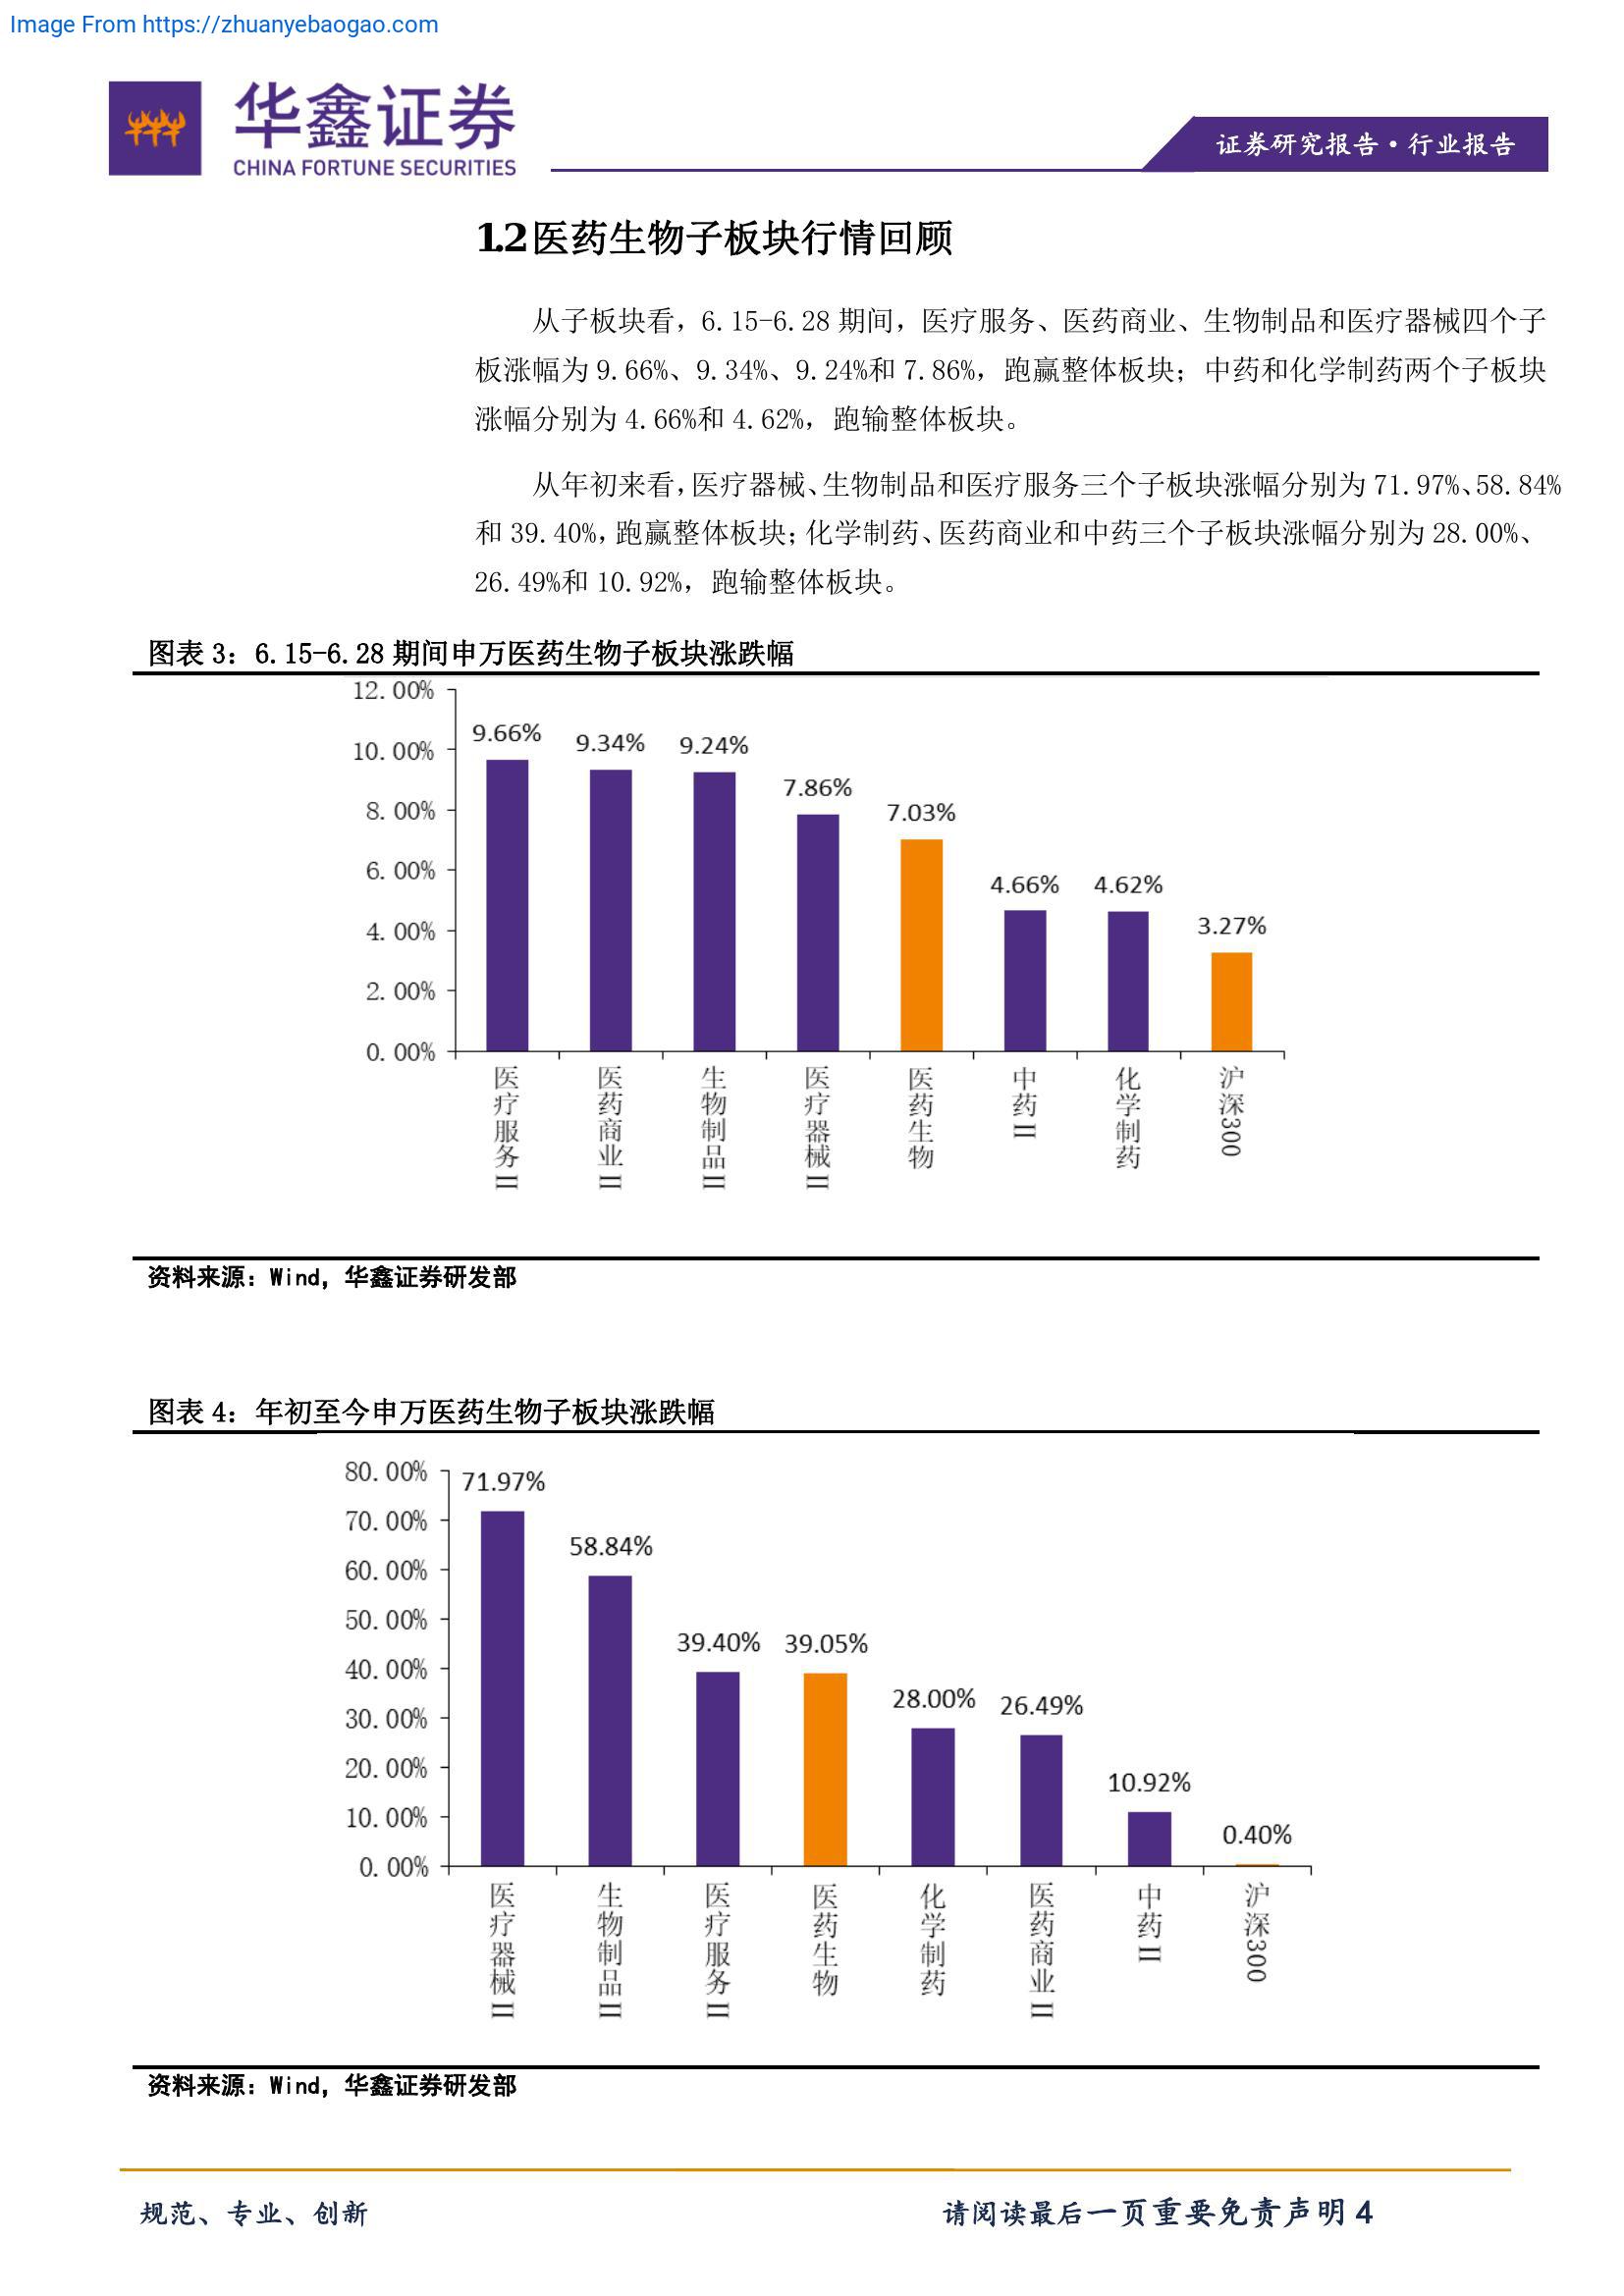 Image From https://zhuanyebaogao.com
华鑫证券
CHINA FORTUNE SECURITIES
证券研究报告·行业报告
1.2医药生物子板块行情回顾
从子板块看，6.15-6.28 期间，医疗服务、医药商业、生物制品和医疗器械四个子
板涨幅为 9.66%、9.34%、9.24%和 7.86%，跑赢整体板块；中药和化学制药两个子板块
涨幅分别为 4.66%和 4.62%，跑输整体板块。
从年初来看，医疗器械、生物制品和医疗服务三个子板块涨幅分别为 71.97%、58.84%
和 39.40%，跑赢整体板块；化学制药、医药商业和中药三个子板块涨幅分别为 28.00%、
26.49%和 10.92%，跑输整体板块。
图表 3：6.15-6.28 期间申万医药生物子板块涨跌幅
12.00%
10.00%
8.00%
6.00%
4.00%
2.00%
0.00%
9.66%
9.34%
9.24%
7.86%
7.03%
4.66%
4.62%
3.27%
医疗服务II
医药商业II
生物制品II
医疗器械II
医药生物
中药II
化学制药
沪深300
资料来源：Wind，华鑫证券研发部
图表 4：年初至今申万医药生物子板块涨跌幅
80.00%
70.00%
60.00%
50.00%
40.00%
30.00%
20.00%
10.00%
0.00%
71.97%
58.84%
39.40%
39.05%
28.00%
26.49%
10.92%
0.40%
医疗器械II
生物制品II
医疗服务II
医药生物
化学制药
医药商业II
中药II
沪深300
资料来源：Wind，华鑫证券研发部
规范、专业、创新
请阅读最后一页重要免责声明 4